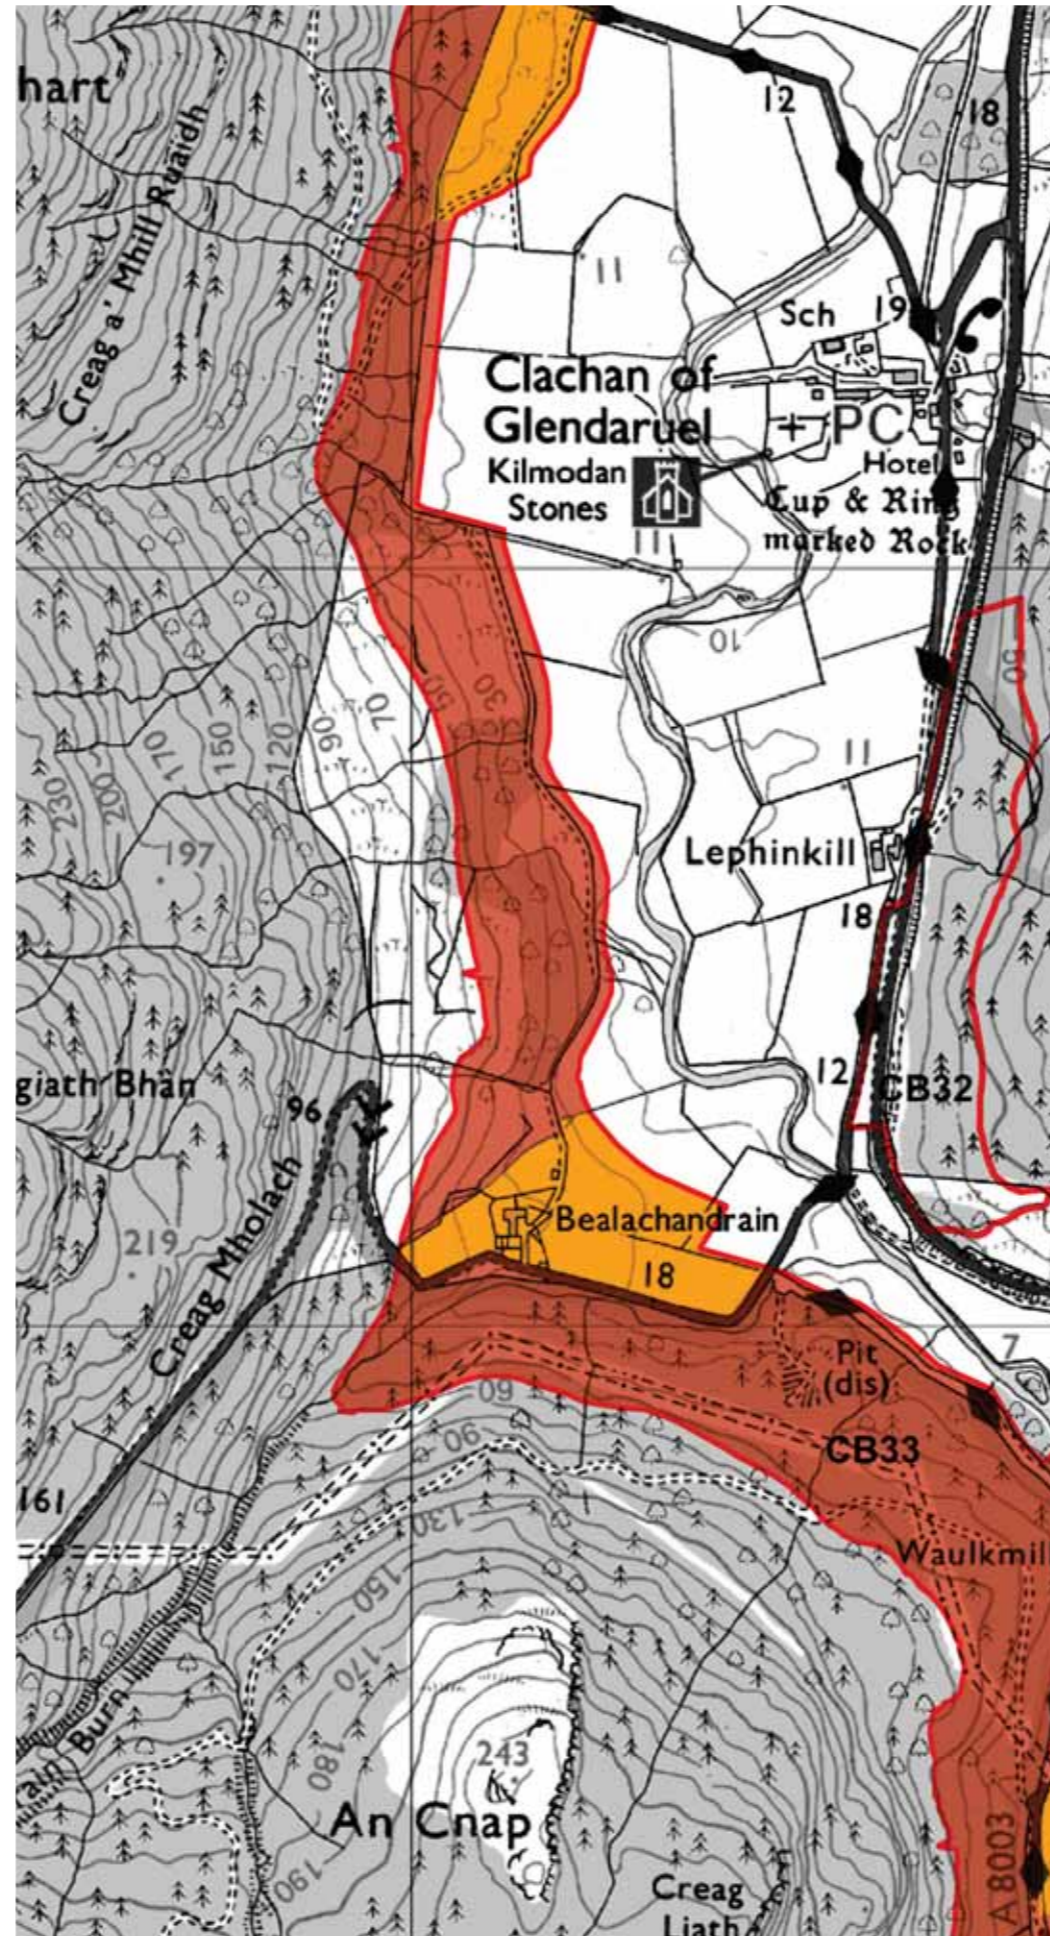 hart
Creag a' Mhill Ruaidh
12
18
11
Sch
19
Clachan of
Glendaruel
PC
Kilmodan
Stones
Hotel
Cup & Ring
marked Rock
11
10
50
50
30
70
90
120
150
170
200
230
11
197
Lephinkill
18
12
CB32
giath Bhàn
96
Creag Mholach
219
Bealachandrain
18
7
Pit
(dis)
60
90
CB33
161
130
Waulkmil
150
170
Burn
ain
180
243
An Cnap
190
Creag
Liath
A 8003